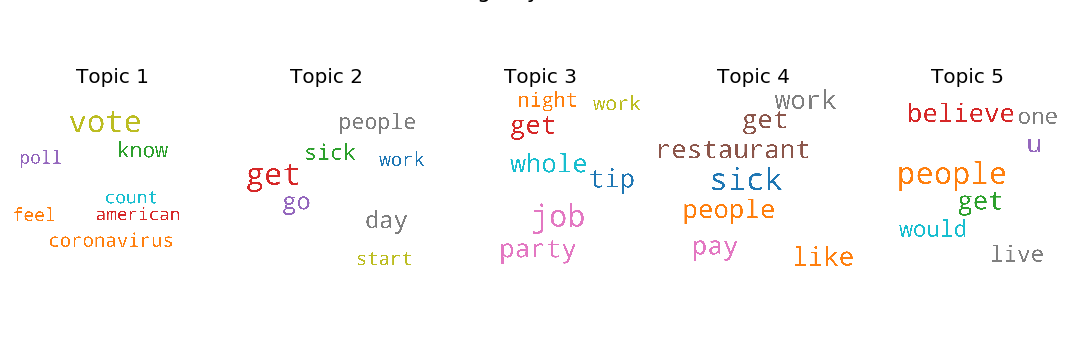 Topic 1
vote
know
poll
count
feel
american
coronavirus
Topic 2
people
sick
work
get
go
day
start
Topic 3
night
work
get
whole
tip
job
party
Topic 4
work
get
restaurant
sick
people
pay
like
Topic 5
believe
one
u
people
get
would
live